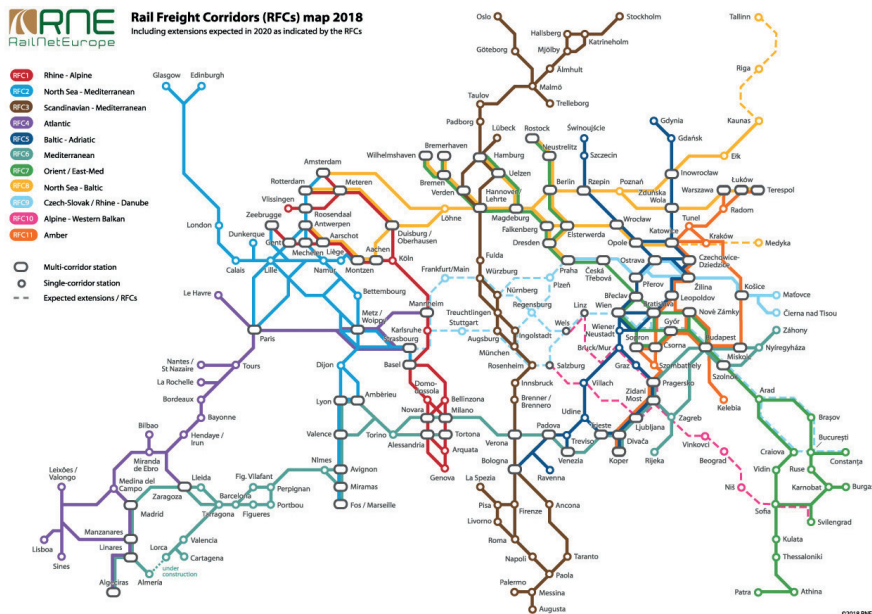 RNE
RailNetEurope
Rail Freight Corridors (RFCs) map 2018
Including extensions expected in 2020 as indicated by the RFCs
RFC1 Rhine - Alpine
RFC2 North Sea - Mediterranean
RFC3 Scandinavian - Mediterranean
RFC4 Atlantic
RFC5 Baltic - Adriatic
RFC6 Mediterranean
RFC7 Orient / East-Med
RFC8 North Sea - Baltic
RFC9 Czech-Slovak / Rhine - Danube
RFC10 Alpine - Western Balkan
RFC11 Amber
Multi-corridor station
Single-corridor station
Expected extensions / RFCs
Oslo
Stockholm
Tallinn
Hallsberg
Katrineholm
Göteborg
Mjölby
Riga
Älmhult
Glasgow
Edinburgh
Malmö
Taulov
Trelleborg
Padborg
Lübeck
Rostock
Świnoujście
Gdynia
Kaunas
Bremerhaven
Wilhelmshaven
Hamburg
Neustrelitz
Szczecin
Gdańsk
Ełk
Amsterdam
Uelzen
Inowrocław
Rotterdam
Meteren
Bremen
Verden
Hannover
Lehrte
Berlin
Rzepin
Poznań
Zduńska
Wola
Warszawa
Łuków
Terespol
Vlissingen
Zeebrugge
Roosendaal
Antwerpen
Löhne
Magdeburg
Falkenberg
Wrocław
Radom
Tunel
London
Dunkerque
Gent
Aarschot
Duisburg /
Oberhausen
Elsterwerda
Dresden
Opole
Katowice
Kraków
Medyka
Mechelen
Liège
Aachen
Calais
Lille
Namur
Montzen
Köln
Fulda
Frankfurt/Main
Würzburg
Praha
Česká
Třebová
Ostrava
Czechowice-
Dziedzice
Le Havre
Bettembourg
Nürnberg
Plzeň
Přerov
Žilina
Košice
Maťovce
Metz /
Woippy
Mannheim
Regensburg
Linz
Wien
Břeclav
Bratislava
Leopoldov
Čierna nad Tisou
Treuchtlingen
Stuttgart
Nové Zámky
Paris
Karlsruhe
Strasbourg
Augsburg
Ingolstadt
Wels
Wiener
Neustadt
Győr
Záhony
Nantes /
St Nazaire
Tours
München
Bruck/Mur
Sopron
Csorna
Budapest
Miskolc
Nyíregyháza
Dijon
Basel
Rosenheim
Salzburg
Graz
Szombathely
Szolnok
La Rochelle
Domo-
dossola
Innsbruck
Villach
Zidani
Most
Pragersko
Arad
Bordeaux
Ambérieu
Bellinzona
Brenner /
Brennero
Kelebia
Lyon
Novara
Milano
Udine
Ljubljana
Zagreb
Brașov
Bayonne
Bilbao
Valence
Torino
Tortona
Verona
Padova
Trieste
Hendaye /
Irun
Alessandria
Treviso
Divača
Vinkovci
București
Miranda
de Ebro
Arquata
Venezia
Koper
Rijeka
Beograd
Craiova
Constanța
Leixões /
Valongo
Nîmes
Avignon
Genova
Bologna
Ravenna
Vidin
Ruse
Medina del
Campo
Lleida
Fig. Vilafant
Perpignan
Miramas
La Spezia
Niš
Karnobat
Burgas
Zaragoza
Barcelona
Madrid
Tarragona
Figueres
Portbou
Fos / Marseille
Pisa
Firenze
Ancona
Sofia
Svilengrad
Manzanares
Livorno
Lisboa
Valencia
Roma
Kulata
Linares
Lorca
Sines
Cartagena
Napoli
Taranto
Thessaloniki
Algeciras
Almería
under
construction
Paola
Palermo
Messina
Patra
Athina
Augusta
©2018 RNE